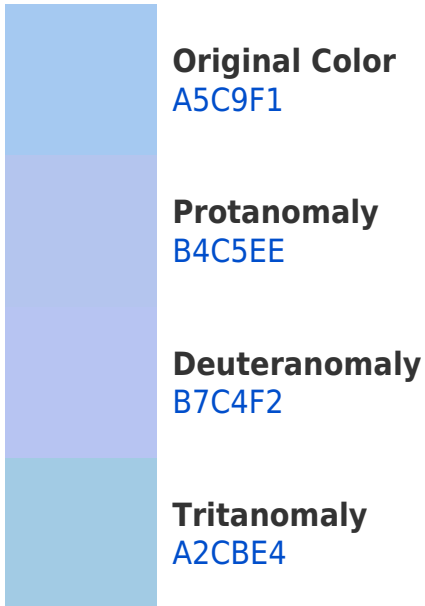 Original Color
A5C9F1
Protanomaly
B4C5EE
Deuteranomaly
B7C4F2
Tritanomaly
A2CBE4